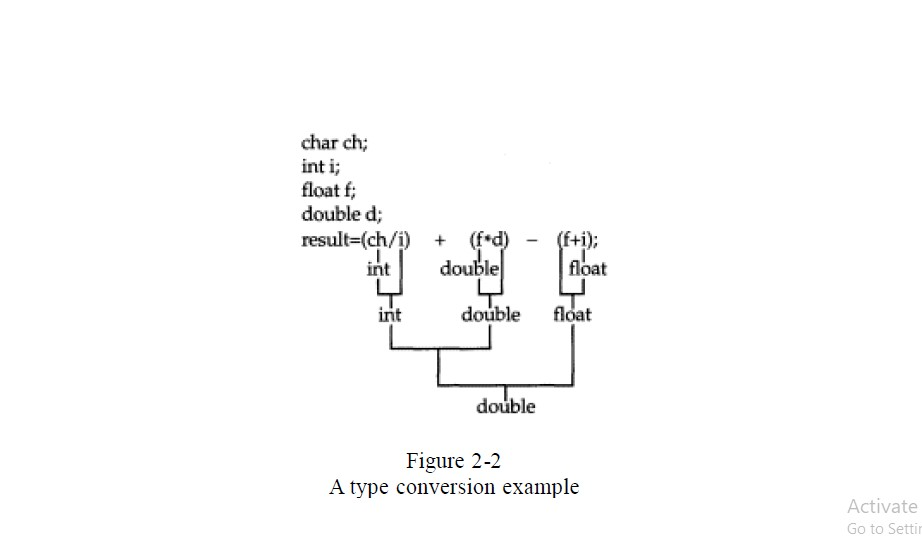 char ch;
int i;
float f;
double d;
result=(ch/i) + (f*d) - (f+i);
int double float
int double float
double
Figure 2-2
A type conversion example
Activate
Go to Settin